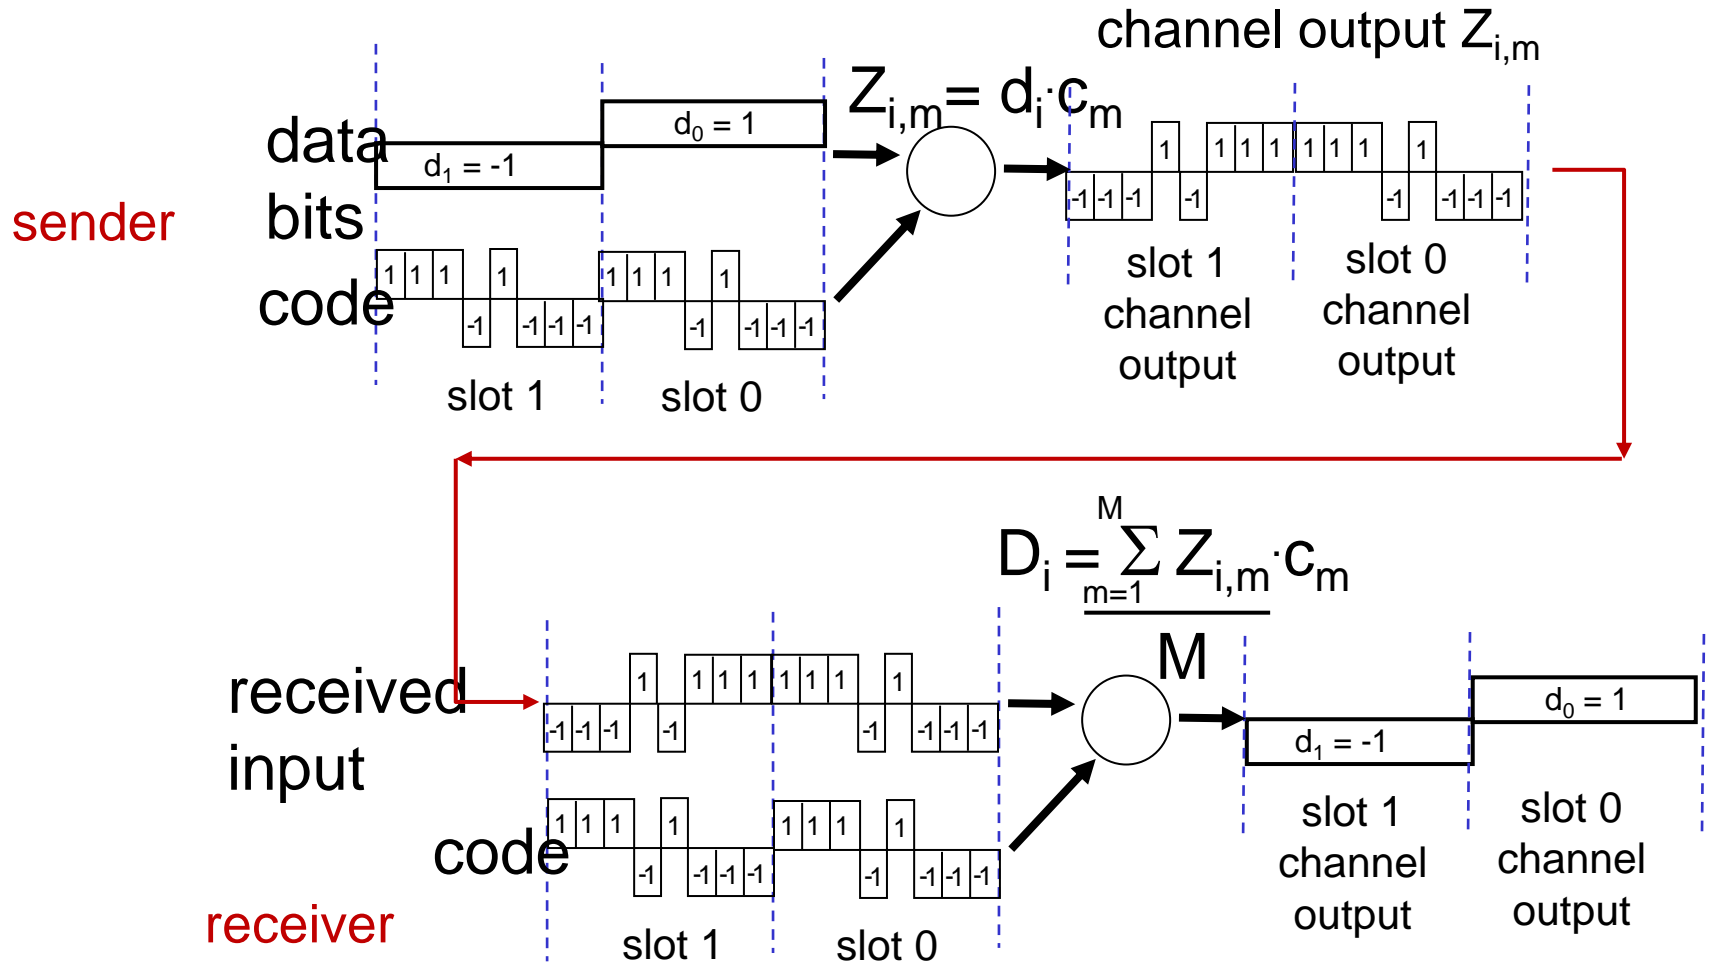 channel output Z_{i,m}
Z_{i,m} = d_i·c_m
data
bits
d_1 = -1
d_0 = 1
sender
code
1 1 1 -1 1 -1 -1 -1
1 1 1 -1 1 -1 -1 -1
slot 1
slot 0
-1 -1 -1 1 -1 1 1 1
1 1 1 -1 1 -1 -1 -1
slot 1
channel
output
slot 0
channel
output
D_i = Σ_{m=1}^{M} Z_{i,m}·c_m
M
received
input
-1 -1 -1 1 -1 1 1 1
1 1 1 -1 1 -1 -1 -1
code
1 1 1 -1 1 -1 -1 -1
1 1 1 -1 1 -1 -1 -1
receiver
slot 1
slot 0
d_1 = -1
d_0 = 1
slot 1
channel
output
slot 0
channel
output